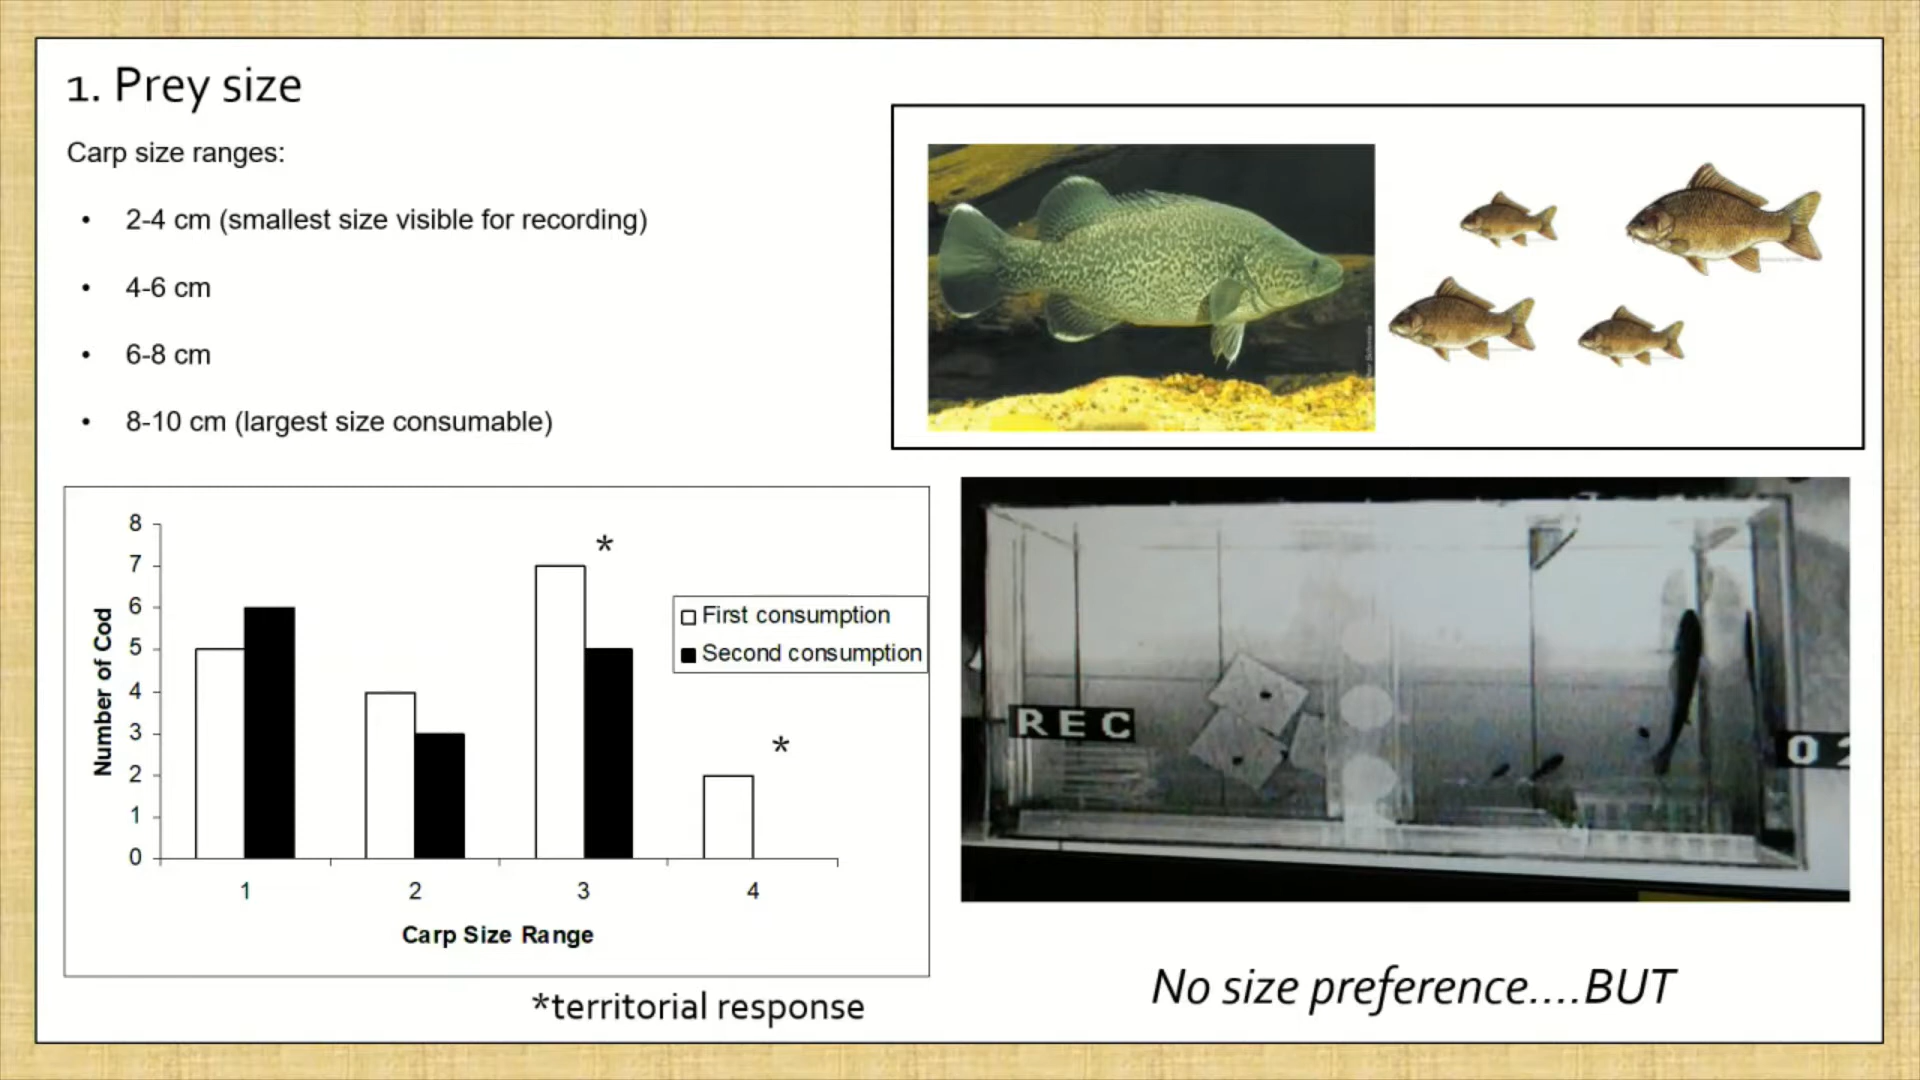 1. Prey size
Carp size ranges:
• 2-4 cm (smallest size visible for recording)
• 4-6 cm
• 6-8 cm
• 8-10 cm (largest size consumable)
8
7
6
5
4
3
2
1
0
Number of Cod
*
*
First consumption
Second consumption
1 2 3 4
Carp Size Range
*territorial response
REC
No size preference....BUT